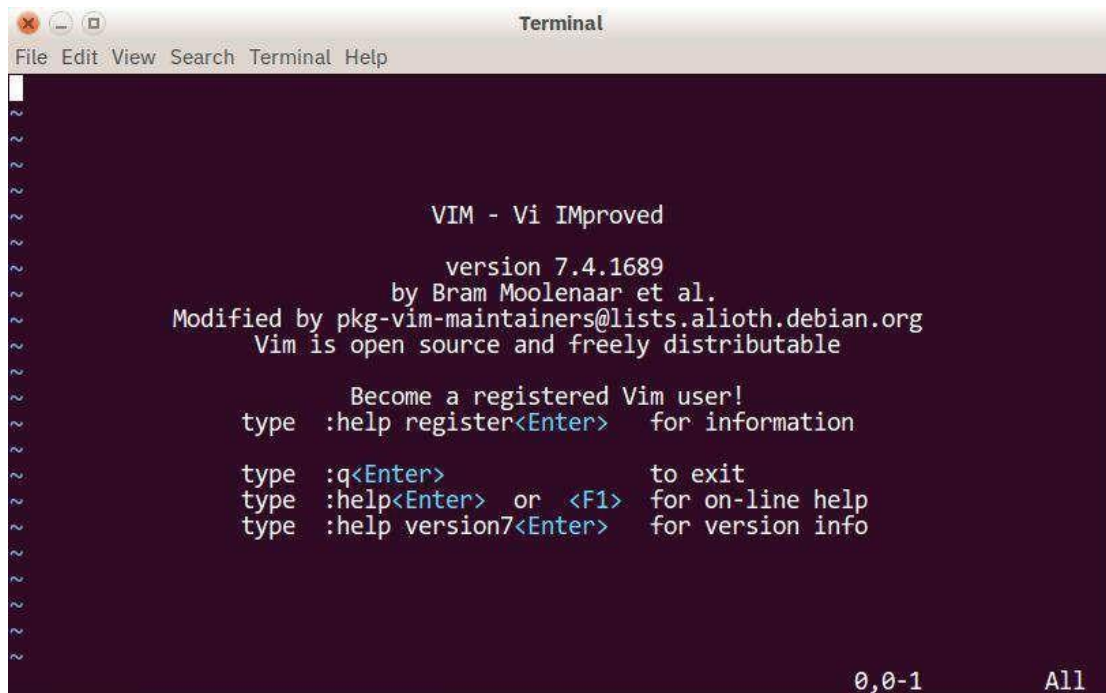 Terminal
File Edit View Search Terminal Help
~
~
~
~
~ VIM - Vi IMproved
~
~ version 7.4.1689
~ by Bram Moolenaar et al.
~ Modified by pkg-vim-maintainers@lists.alioth.debian.org
~ Vim is open source and freely distributable
~
~ Become a registered Vim user!
~ type :help register<Enter> for information
~
~ type :q<Enter> to exit
~ type :help<Enter> or <F1> for on-line help
~ type :help version7<Enter> for version info
~
~
~
~
~
0,0-1 All